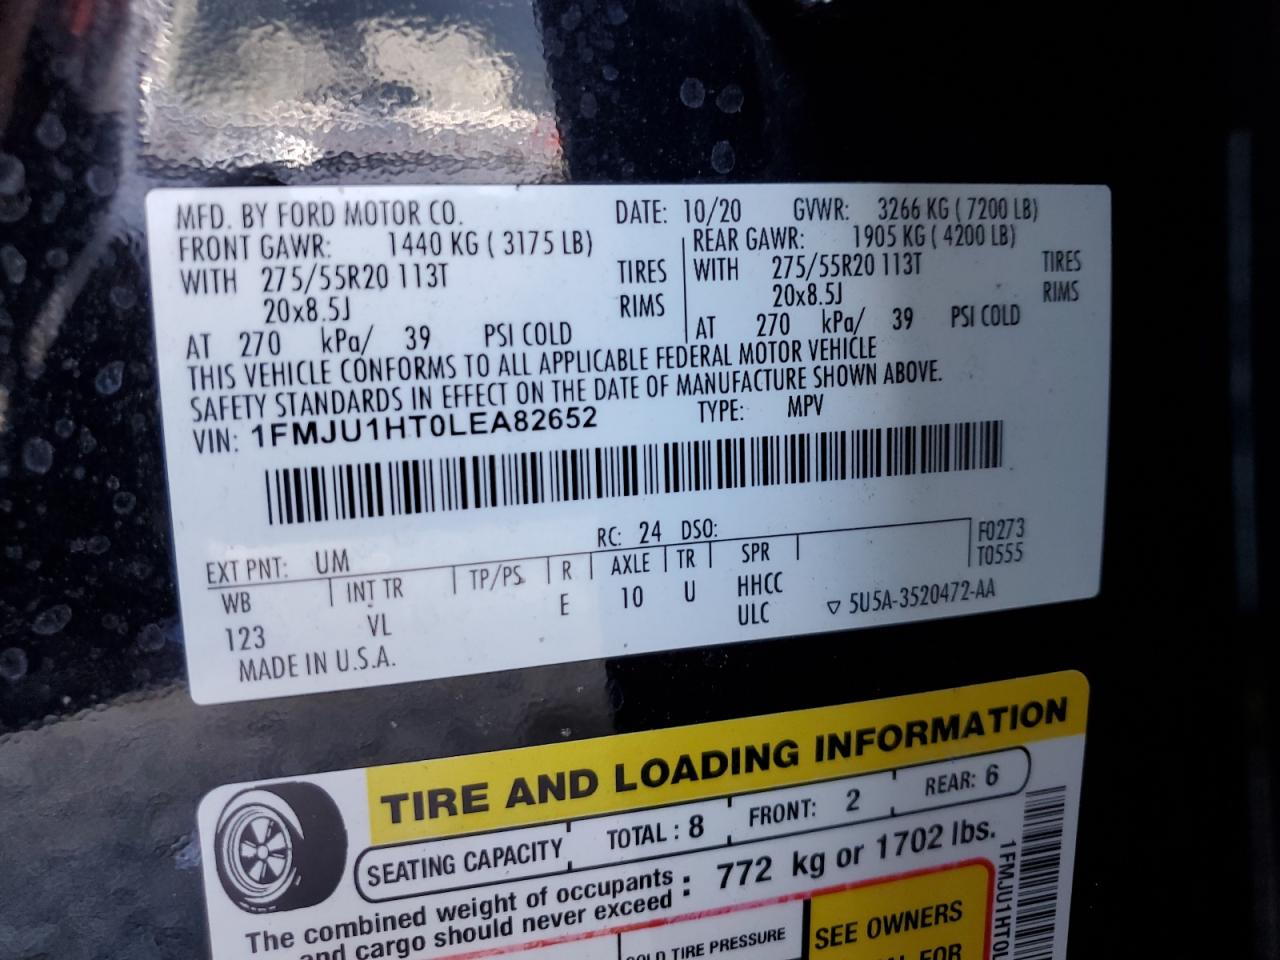 MFD. BY FORD MOTOR CO. DATE: 10/20 GVWR: 3266 KG ( 7200 LB)
FRONT GAWR: 1440 KG ( 3175 LB) REAR GAWR: 1905 KG ( 4200 LB)
WITH 275/55R20 113T TIRES WITH 275/55R20 113T TIRES
20x8.5J RIMS 20x8.5J RIMS
AT 270 kPa/ 39 PSI COLD AT 270 kPa/ 39 PSI COLD
THIS VEHICLE CONFORMS TO ALL APPLICABLE FEDERAL MOTOR VEHICLE
SAFETY STANDARDS IN EFFECT ON THE DATE OF MANUFACTURE SHOWN ABOVE.
VIN: 1FMJU1HT0LEA82652 TYPE: MPV
EXT PNT: UM RC: 24 DSO: F0273
WB INT TR TP/PS R AXLE TR SPR T0555
123 VL E 10 U HHCC ▽ 5U5A-3520472-AA
ULC
MADE IN U.S.A.
TIRE AND LOADING INFORMATION
SEATING CAPACITY TOTAL : 8 FRONT: 2 REAR: 6
The combined weight of occupants
and cargo should never exceed : 772 kg or 1702 lbs.
COLD TIRE PRESSURE
SEE OWNERS
FOR
1FMJU1HT0L